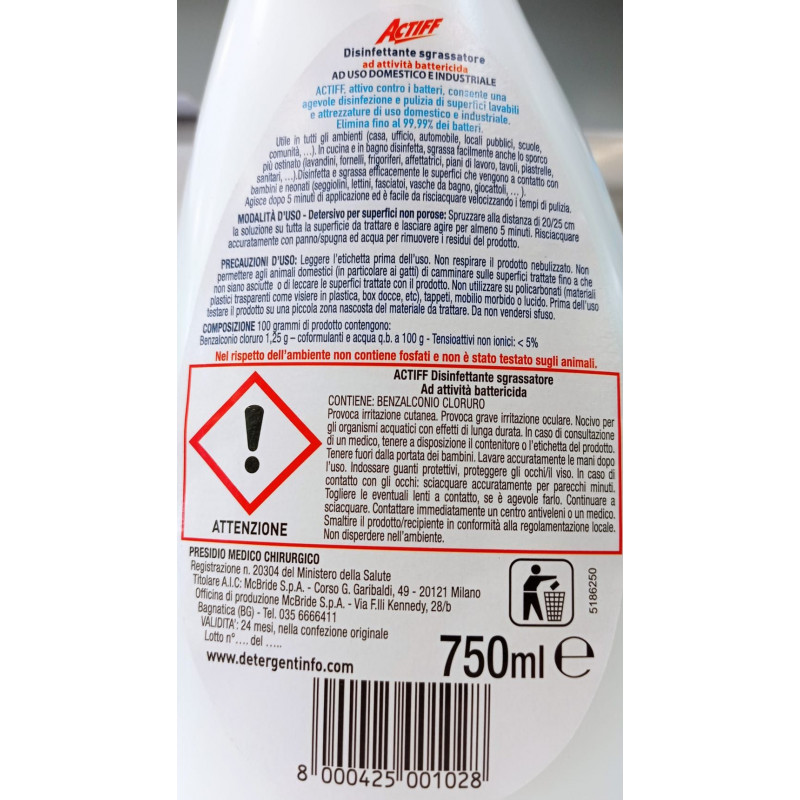 ACTIFF
Disinfettante sgrassatore
ad attività battericida
AD USO DOMESTICO E INDUSTRIALE
ACTIFF, attivo contro i batteri, consente una
agevole disinfezione e pulizia di superfici lavabili
e attrezzature di uso domestico e industriale.
Elimina fino al 99,99% dei batteri.
Utile in tutti gli ambienti (casa, ufficio, automobile, locali pubblici, scuole,
comunità, ...). In cucina e in bagno disinfetta, sgrassa facilmente anche lo sporco
più ostinato (lavandini, fornelli, frigoriferi, affettatrici, piani di lavoro, tavoli, piastrelle,
sanitari, ...).Disinfetta e sgrassa efficacemente le superfici che vengono a contatto con
bambini e neonati (seggiolini, lettini, fasciatoi, vasche da bagno, giocattoli, ... ).
Agisce dopo 5 minuti di applicazione ed è facile da risciacquare velocizzando i tempi di pulizia.
MODALITÀ D'USO - Detersivo per superfici non porose: Spruzzare alla distanza di 20/25 cm
la soluzione su tutta la superficie da trattare e lasciare agire per almeno 5 minuti. Risciacquare
accuratamente con panno/spugna ed acqua per rimuovere i residui del prodotto.
PRECAUZIONI D'USO: Leggere l'etichetta prima dell'uso. Non respirare il prodotto nebulizzato. Non
permettere agli animali domestici (in particolare ai gatti) di camminare sulle superfici trattate fino a che
non siano asciutte o di leccare le superfici trattate con il prodotto. Non utilizzare su policarbonati (materiali
plastici trasparenti come visiere in plastica, box docce, etc), tappeti, mobilio morbido o lucido. Prima dell'uso
testare il prodotto su una piccola zona nascosta del materiale da trattare. Da non vendersi sfuso.
COMPOSIZIONE 100 grammi di prodotto contengono:
Benzalconio cloruro 1,25 g – coformulanti e acqua q.b. a 100 g - Tensioattivi non ionici: < 5%
Nel rispetto dell'ambiente non contiene fosfati e non è stato testato sugli animali.
ACTIFF Disinfettante sgrassatore
Ad attività battericida
CONTIENE: BENZALCONIO CLORURO
Provoca irritazione cutanea. Provoca grave irritazione oculare. Nocivo per
gli organismi acquatici con effetti di lunga durata. In caso di consultazione
di un medico, tenere a disposizione il contenitore o l'etichetta del prodotto.
Tenere fuori dalla portata dei bambini. Lavare accuratamente le mani dopo
l'uso. Indossare guanti protettivi, proteggere gli occhi/il viso. In caso di
contatto con gli occhi: sciacquare accuratamente per parecchi minuti.
Togliere le eventuali lenti a contatto, se è agevole farlo. Continuare a
sciacquare. Contattare immediatamente un centro antiveleni o un medico.
Smaltire il prodotto/recipiente in conformità alla regolamentazione locale.
Non disperdere nell'ambiente.
ATTENZIONE
PRESIDIO MEDICO CHIRURGICO
Registrazione n. 20304 del Ministero della Salute
Titolare A.I.C: McBride S.p.A. - Corso G. Garibaldi, 49 - 20121 Milano
Officina di produzione McBride S.p.A. - Via F.lli Kennedy, 28/b
Bagnatica (BG) - Tel. 035 6666411
VALIDITA': 24 mesi, nella confezione originale
Lotto n°.... del .....
www.detergentinfo.com
5186250
750ml e
8 000425 001028